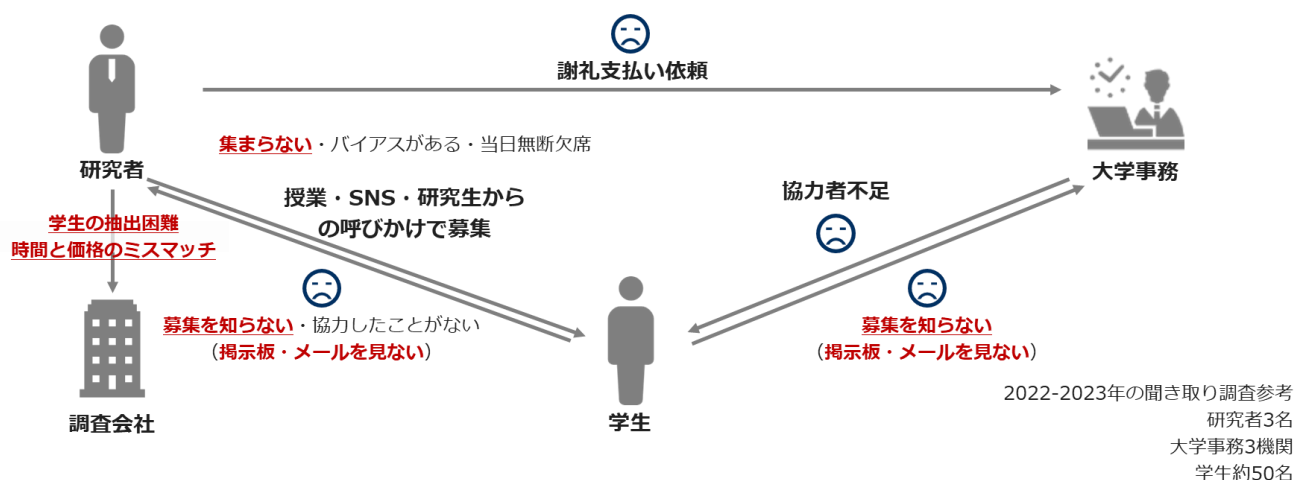 謝礼支払い依頼
集まらない・バイアスがある・当日無断欠席
研究者
大学事務
授業・SNS・研究生から
の呼びかけで募集
協力者不足
学生の抽出困難
時間と価格のミスマッチ
募集を知らない・協力したことがない
（掲示板・メールを見ない）
募集を知らない
（掲示板・メールを見ない）
調査会社
学生
2022-2023年の聞き取り調査参考
研究者3名
大学事務3機関
学生約50名